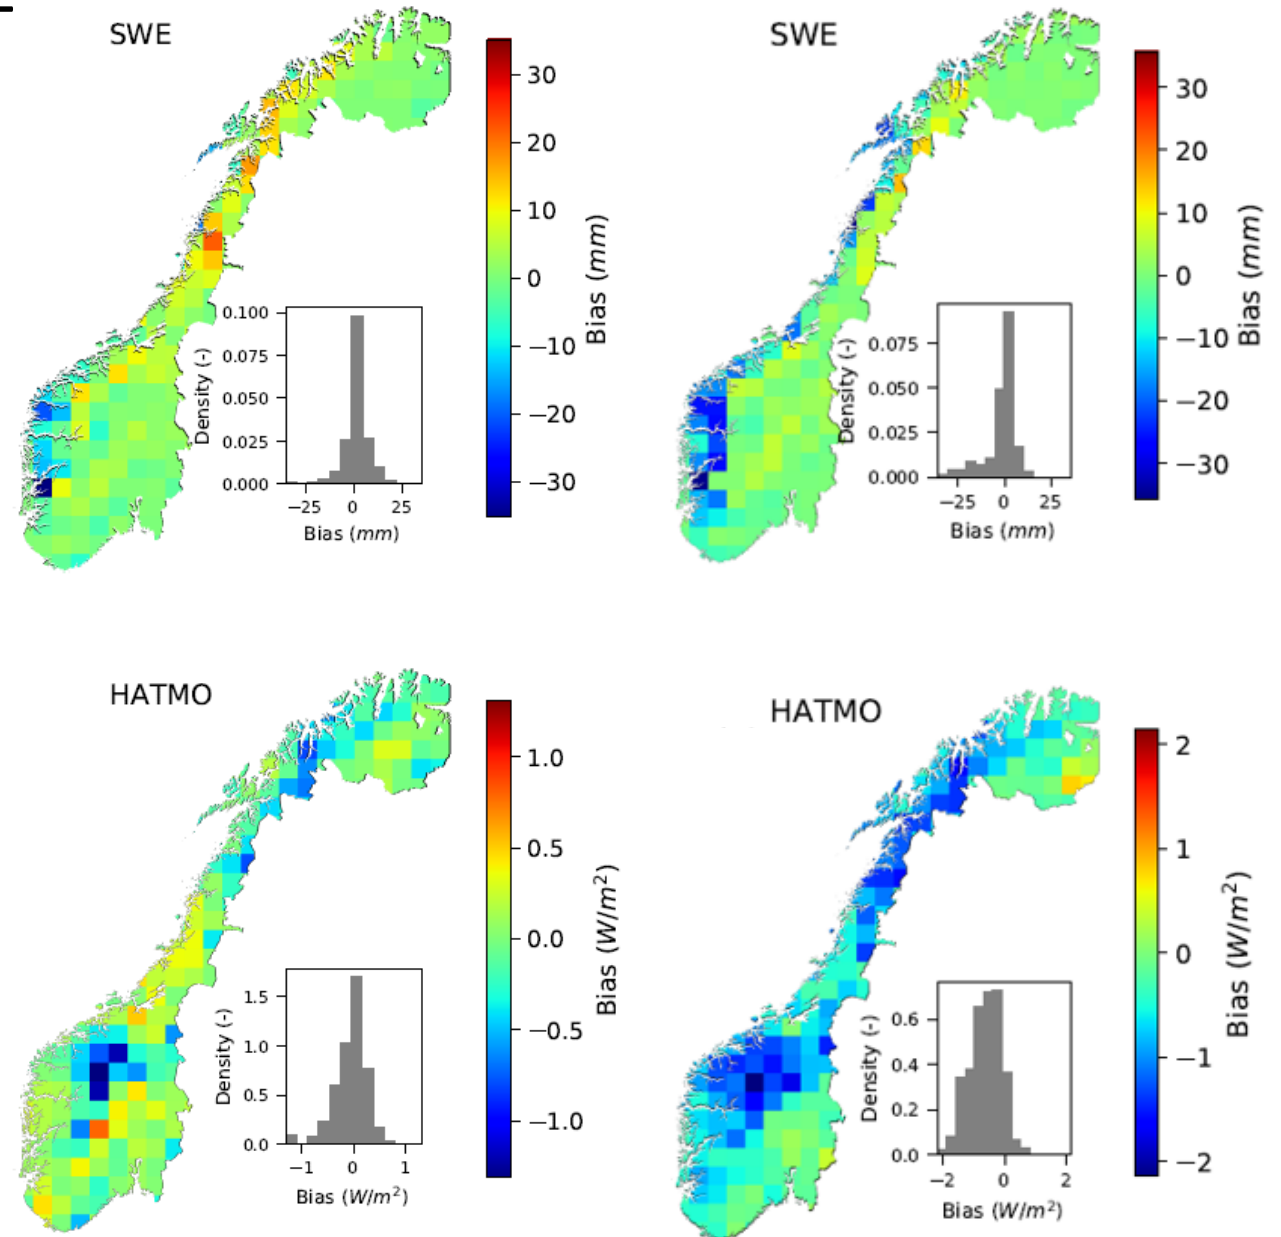 SWE
30
20
10
0
−10
−20
−30
Bias (mm)
0.100
0.075
0.050
0.025
0.000
Density (-)
−25 0 25
Bias (mm)
SWE
30
20
10
0
−10
−20
−30
Bias (mm)
0.075
0.050
0.025
0.000
Density (-)
−25 0 25
Bias (mm)
HATMO
1.0
0.5
0.0
−0.5
−1.0
Bias (W/m²)
1.5
1.0
0.5
0.0
Density (-)
−1 0 1
Bias (W/m²)
HATMO
2
1
0
−1
−2
Bias (W/m²)
0.6
0.4
0.2
0.0
Density (-)
−2 0 2
Bias (W/m²)